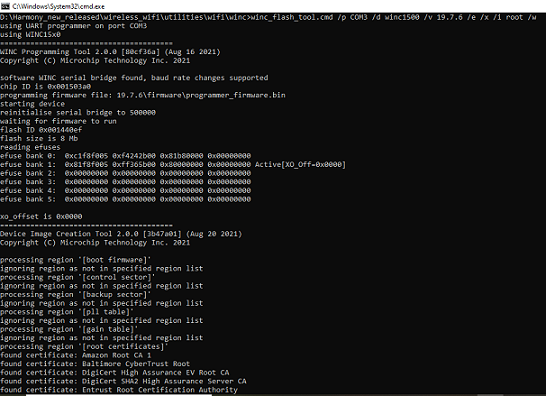 C:\Windows\System32\cmd.exe
D:\Harmony_new_released\wireless_wifi\utilities\wifi\winc>winc_flash_tool.cmd /p COM3 /d winc1500 /v 19.7.6 /e /x /i root /w
using UART programmer on port COM3
using WINC15x0
========================================
WINC Programming Tool 2.0.0 [80cf36a] (Aug 16 2021)
Copyright (C) Microchip Technology Inc. 2021

software WINC serial bridge found, baud rate changes supported
chip ID is 0x001503a0
programming firmware file: 19.7.6\firmware\programmer_firmware.bin
starting device
reinitialise serial bridge to 500000
waiting for firmware to run
flash ID 0x001440ef
flash size is 8 Mb
reading efuses
efuse bank 0:  0xc1f8f005 0xf4242b00 0x81b80000 0x00000000
efuse bank 1:  0x81f8f005 0xff365b00 0x80000000 0x00000000 Active[XO_Off=0x0000]
efuse bank 2:  0x00000000 0x00000000 0x00000000 0x00000000
efuse bank 3:  0x00000000 0x00000000 0x00000000 0x00000000
efuse bank 4:  0x00000000 0x00000000 0x00000000 0x00000000
efuse bank 5:  0x00000000 0x00000000 0x00000000 0x00000000

xo_offset is 0x0000
========================================
Device Image Creation Tool 2.0.0 [3b47a01] (Aug 20 2021)
Copyright (C) Microchip Technology Inc. 2021

processing region '[boot firmware]'
ignoring region as not in specified region list
processing region '[control sector]'
ignoring region as not in specified region list
processing region '[backup sector]'
ignoring region as not in specified region list
processing region '[pll table]'
ignoring region as not in specified region list
processing region '[gain table]'
ignoring region as not in specified region list
processing region '[root certificates]'
found certificate: Amazon Root CA 1
found certificate: Baltimore CyberTrust Root
found certificate: DigiCert High Assurance EV Root CA
found certificate: DigiCert SHA2 High Assurance Server CA
found certificate: Entrust Root Certification Authority